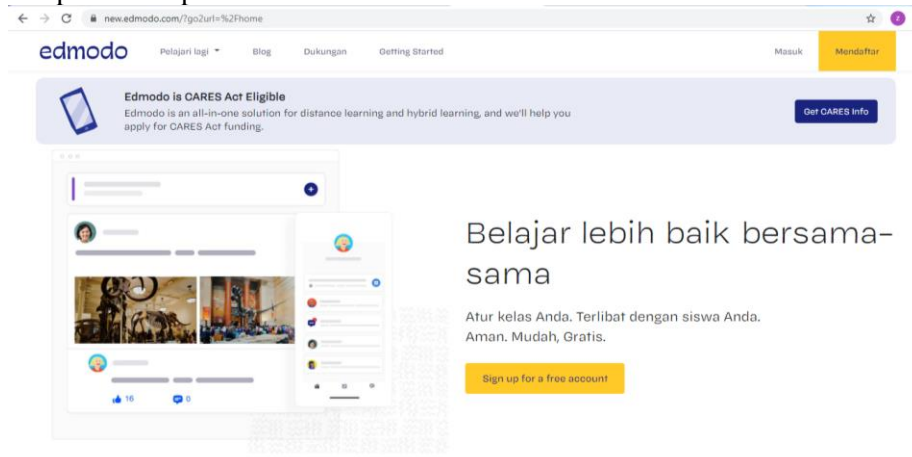 new.edmodo.com/?go2url=%2Fhome
z
edmodo Pelajari lagi Blog Dukungan Getting Started Masuk Mendaftar
Edmodo is CARES Act Eligible
Edmodo is an all-in-one solution for distance learning and hybrid learning, and we'll help you
apply for CARES Act funding.
Get CARES Info
Belajar lebih baik bersama-
sama
Atur kelas Anda. Terlibat dengan siswa Anda.
Aman. Mudah, Gratis.
Sign up for a free account
16 0